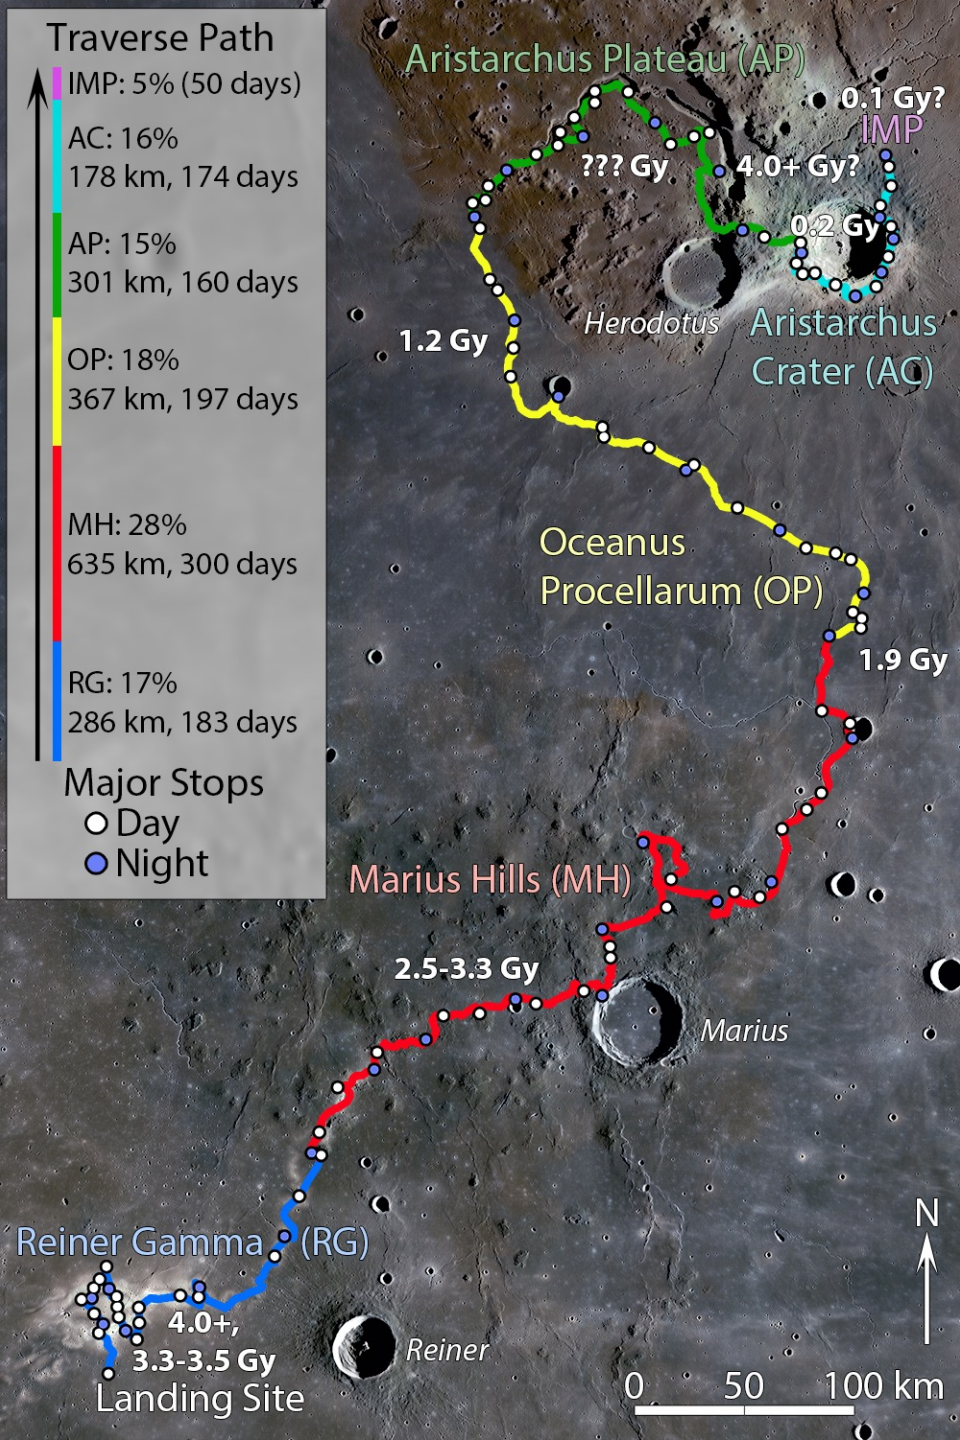 Traverse Path
IMP: 5% (50 days)
AC: 16%
178 km, 174 days
AP: 15%
301 km, 160 days
OP: 18%
367 km, 197 days
MH: 28%
635 km, 300 days
RG: 17%
286 km, 183 days
Major Stops
Day
Night
Aristarchus Plateau (AP)
0.1 Gy?
IMP
??? Gy
4.0+ Gy?
0.2 Gy
Herodotus
Aristarchus
Crater (AC)
1.2 Gy
Oceanus
Procellarum (OP)
1.9 Gy
Marius Hills (MH)
2.5-3.3 Gy
Marius
Reiner Gamma (RG)
4.0+,
3.3-3.5 Gy
Landing Site
Reiner
N
0 50 100 km